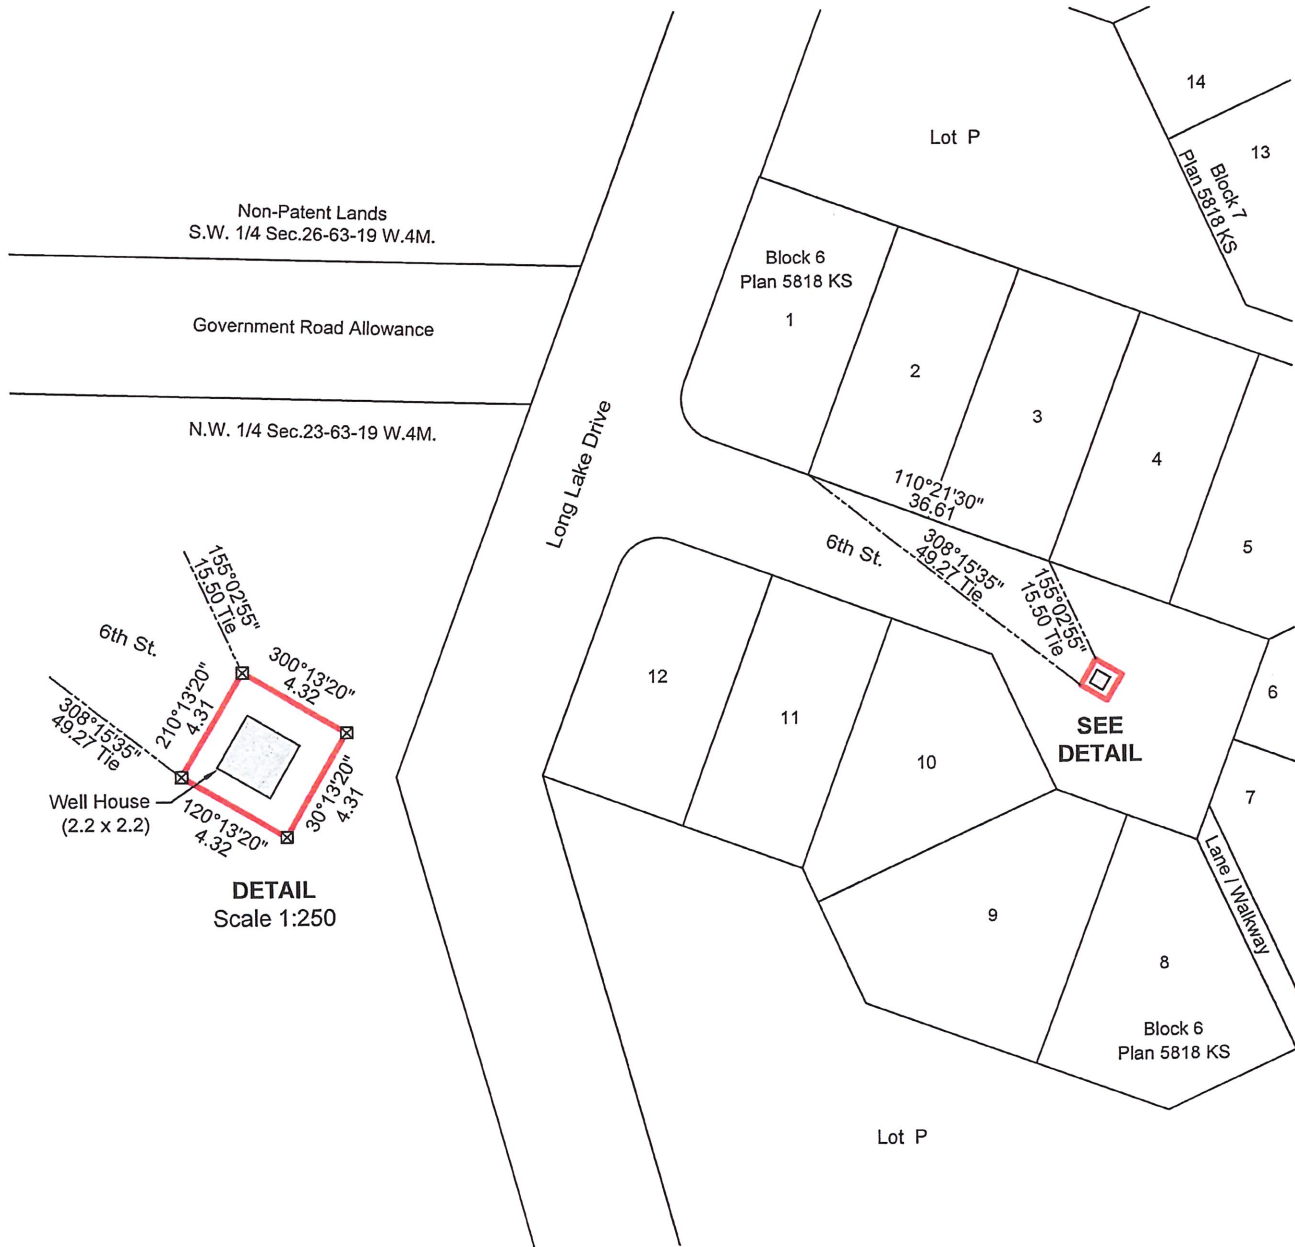 14
Lot P
13
Block 7
Plan 5818 KS
Non-Patent Lands
S.W. 1/4 Sec.26-63-19 W.4M.
Block 6
Plan 5818 KS
1
Government Road Allowance
2
3
N.W. 1/4 Sec.23-63-19 W.4M.
4
Long Lake Drive
110°21'30"
36.61
5
6th St.
308°15'35"
49.27 Tie
155°02'55"
15.50 Tie
155°02'55"
15.50 Tie
6th St.
300°13'20"
4.32
210°13'20"
4.31
308°15'35"
49.27 Tie
12
11
10
6
SEE
DETAIL
7
Well House
(2.2 x 2.2)
120°13'20"
4.32
30°13'20"
4.31
DETAIL
Scale 1:250
Lane / Walkway
9
8
Block 6
Plan 5818 KS
Lot P